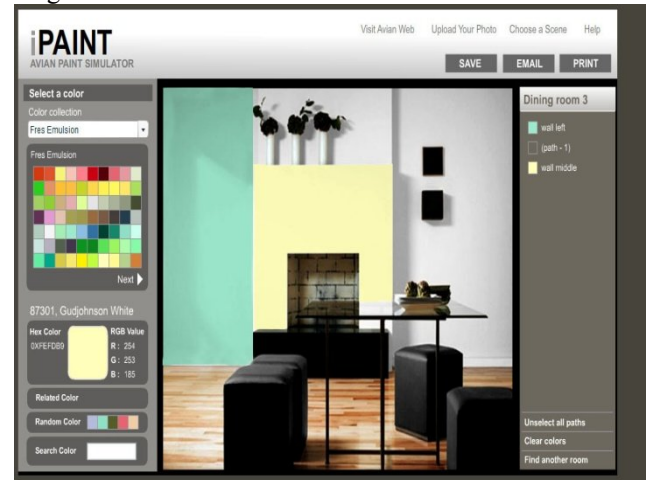 Visit Avian Web Upload Your Photo Choose a Scene Help
iPAINT
AVIAN PAINT SIMULATOR
SAVE EMAIL PRINT
Select a color
Color collection
Fres Emulsion
Fres Emulsion
Next
87301, Gudjohnson White
Hex Color RGB Value
0XFEFDB9 R : 254
G : 253
B : 185
Related Color
Random Color
Search Color
Dining room 3
wall left
(path - 1)
wall middle
Unselect all paths
Clear colors
Find another room